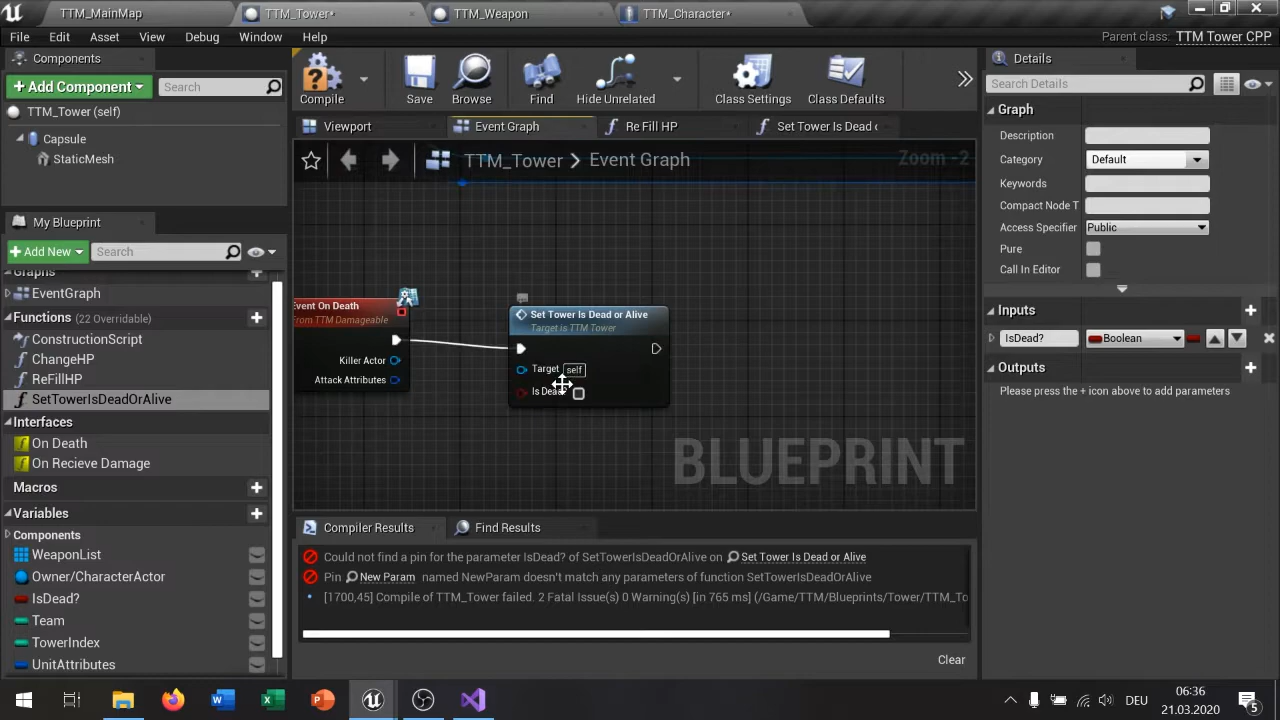 TTM_MainMap
TTM_Tower*
TTM_Weapon
TTM_Character*
File Edit Asset View Debug Window Help
Parent class: TTM Tower CPP
Components
+ Add Component
Search
TTM_Tower (self)
Capsule
StaticMesh
My Blueprint
+ Add New
Search
Graphs
EventGraph
Functions (22 Overridable)
ConstructionScript
ChangeHP
ReFillHP
SetTowerIsDeadOrAlive
Interfaces
On Death
On Recieve Damage
Macros
Variables
Components
WeaponList
Owner/CharacterActor
IsDead?
Team
TowerIndex
UnitAttributes
Compile
Save
Browse
Find
Hide Unrelated
Class Settings
Class Defaults
Viewport
Event Graph
Re Fill HP
Set Tower Is Dead
TTM_Tower > Event Graph
Zoom -2
Event On Death
From TTM Damageable
Killer Actor
Attack Attributes
Set Tower Is Dead or Alive
Target is TTM Tower
Target self
Is Dead
BLUEPRINT
Compiler Results
Find Results
Could not find a pin for the parameter IsDead? of SetTowerIsDeadOrAlive on Set Tower Is Dead or Alive
Pin New Param named NewParam doesn't match any parameters of function SetTowerIsDeadOrAlive
[1700,45] Compile of TTM_Tower failed. 2 Fatal Issue(s) 0 Warning(s) [in 765 ms] (/Game/TTM/Blueprints/Tower/TTM_To
Clear
Details
Search Details
Graph
Description
Category Default
Keywords
Compact Node T
Access Specifier Public
Pure
Call In Editor
Inputs
IsDead? Boolean
Outputs
Please press the + icon above to add parameters
DEU
06:36
21.03.2020
5